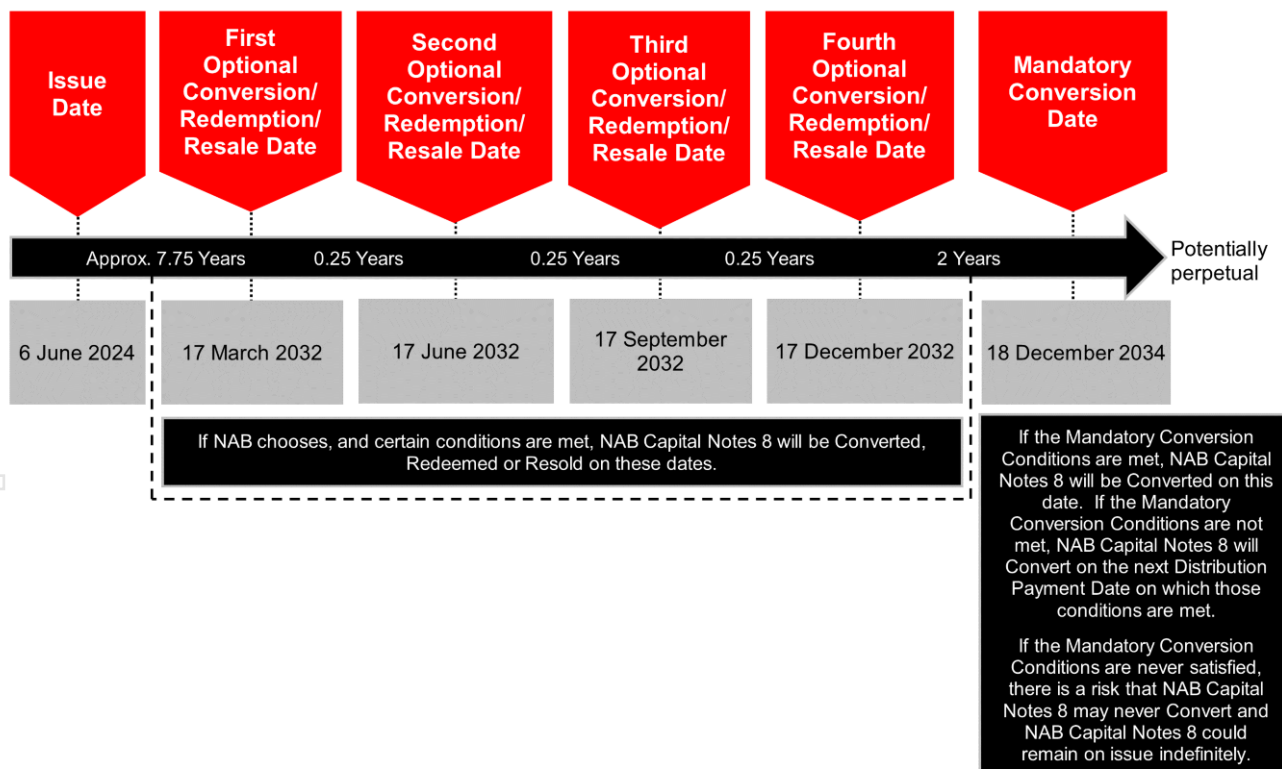 Issue
Date
First
Optional
Conversion/
Redemption/
Resale Date
Second
Optional
Conversion/
Redemption/
Resale Date
Third
Optional
Conversion/
Redemption/
Resale Date
Fourth
Optional
Conversion/
Redemption/
Resale Date
Mandatory
Conversion
Date
Approx. 7.75 Years
0.25 Years
0.25 Years
0.25 Years
2 Years
Potentially
perpetual
6 June 2024
17 March 2032
17 June 2032
17 September
2032
17 December 2032
18 December 2034
If NAB chooses, and certain conditions are met, NAB Capital Notes 8 will be Converted,
Redeemed or Resold on these dates.
If the Mandatory Conversion
Conditions are met, NAB Capital
Notes 8 will be Converted on this
date.  If the Mandatory
Conversion Conditions are not
met, NAB Capital Notes 8 will
Convert on the next Distribution
Payment Date on which those
conditions are met.
If the Mandatory Conversion
Conditions are never satisfied,
there is a risk that NAB Capital
Notes 8 may never Convert and
NAB Capital Notes 8 could
remain on issue indefinitely.